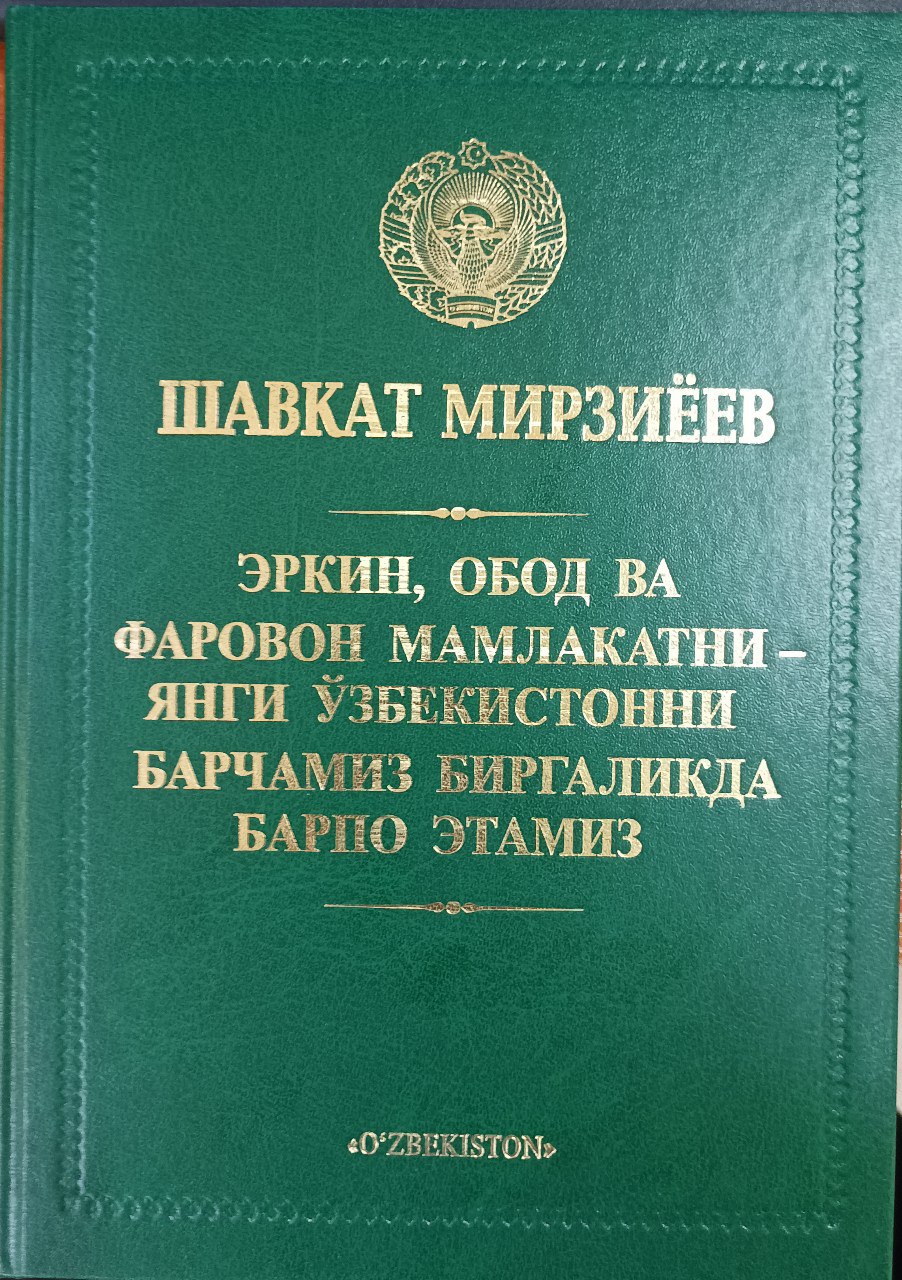 ШАВКАТ МИРЗИЁЕВ
ЭРКИН, ОБОД ВА
ФАРОВОН МАМЛАКАТНИ –
ЯНГИ ЎЗБЕКИСТОННИ
БАРЧАМИЗ БИРГАЛИКДА
БАРПО ЭТАМИЗ
«O‘ZBEKISTON»